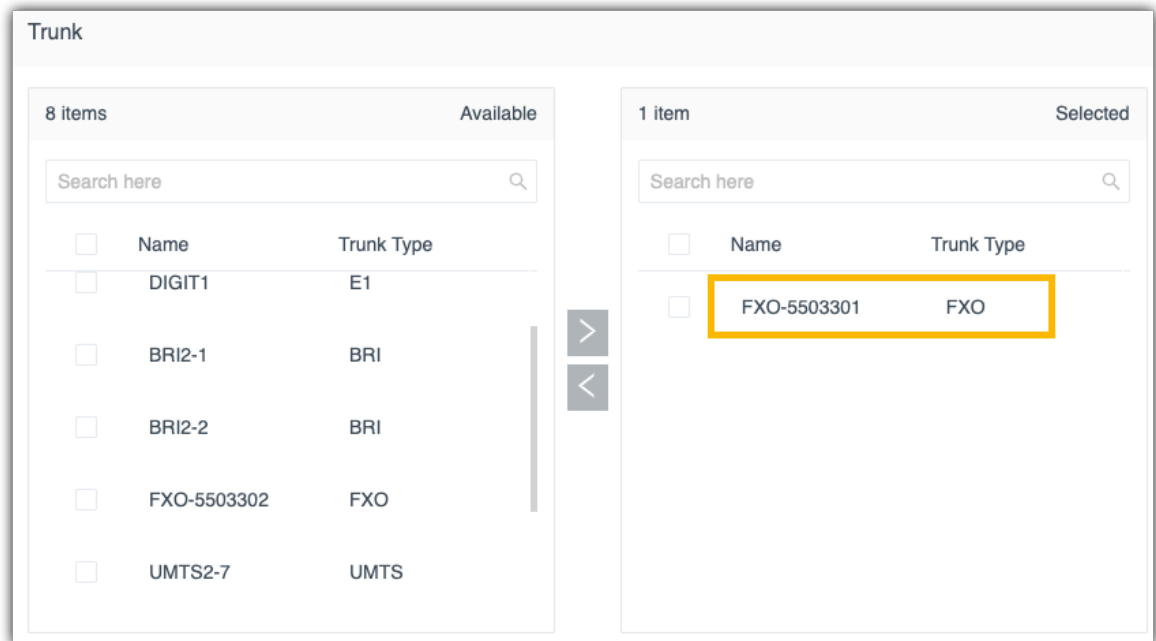 Trunk
8 items Available
Search here
Name Trunk Type
DIGIT1 E1
BRI2-1 BRI
BRI2-2 BRI
FXO-5503302 FXO
UMTS2-7 UMTS
1 item Selected
Search here
Name Trunk Type
FXO-5503301 FXO